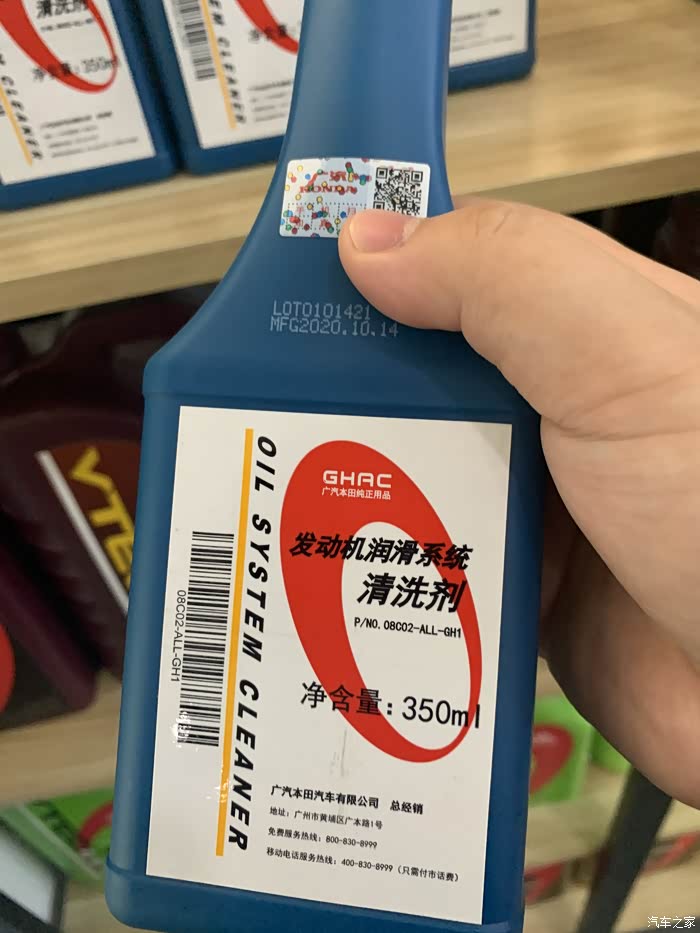 清洗剂
净含量:350ml
HONDA
LOT0101421
MFG2020.10.14
VTE
GHAC
广汽本田纯正用品
发动机润滑系统
清洗剂
P/NO.08C02-ALL-GH1
净含量:350ml
OIL SYSTEM CLEANER
08C02-ALL-GH1
广汽本田汽车有限公司 总经销
地址:广州市黄埔区广本路1号
免费服务热线:800-830-8999
移动电话服务热线:400-830-8999(只需付市话费)
汽车之家